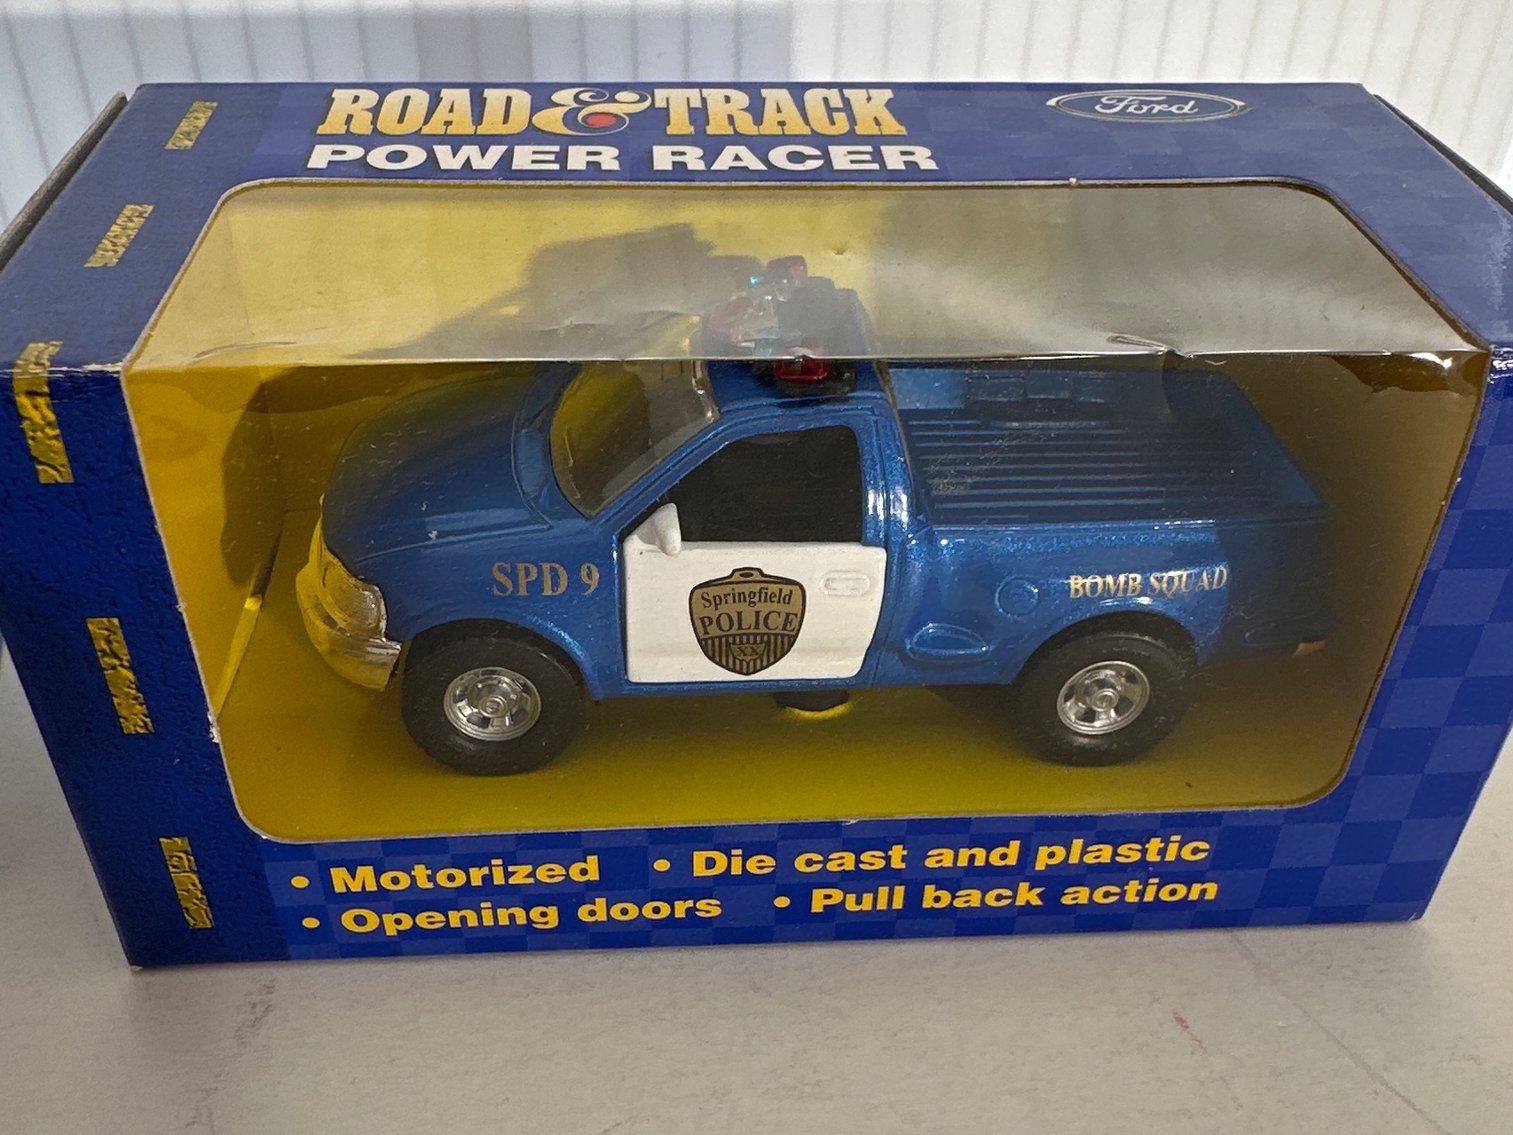 ROAD & TRACK
POWER RACER
Ford
SPD 9
Springfield
POLICE
XX
BOMB SQUAD
• Motorized • Die cast and plastic
• Opening doors • Pull back action